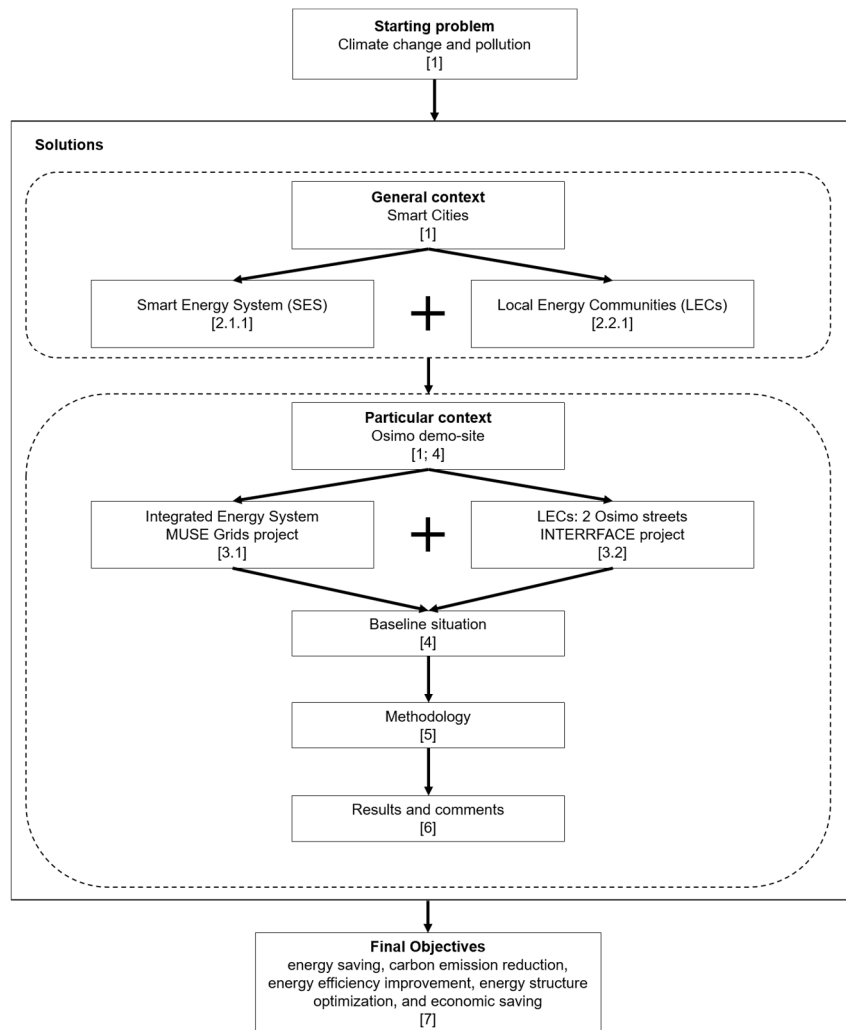 Starting problem
Climate change and pollution
[1]
Solutions
General context
Smart Cities
[1]
Smart Energy System (SES)
[2.1.1]
+
Local Energy Communities (LECs)
[2.2.1]
Particular context
Osimo demo-site
[1; 4]
Integrated Energy System
MUSE Grids project
[3.1]
+
LECs: 2 Osimo streets
INTERRFACE project
[3.2]
Baseline situation
[4]
Methodology
[5]
Results and comments
[6]
Final Objectives
energy saving, carbon emission reduction,
energy efficiency improvement, energy structure
optimization, and economic saving
[7]